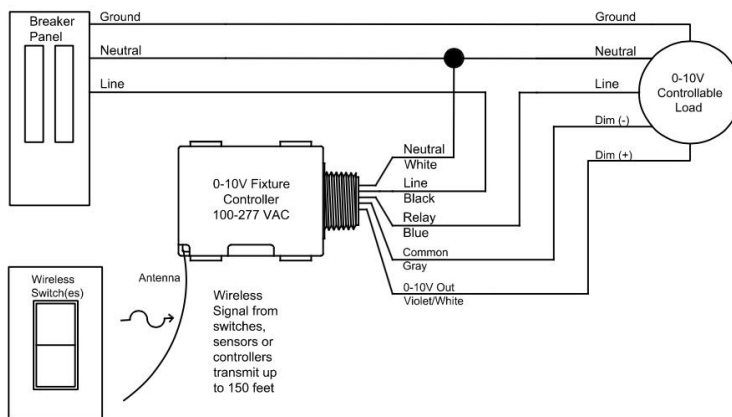 Breaker
Panel
Ground
Neutral
Line
Ground
Neutral
Line
Dim (-)
Dim (+)
0-10V
Controllable
Load
0-10V Fixture
Controller
100-277 VAC
Neutral
White
Line
Black
Relay
Blue
Common
Gray
0-10V Out
Violet/White
Wireless
Switch(es)
Antenna
Wireless
Signal from
switches,
sensors or
controllers
transmit up
to 150 feet